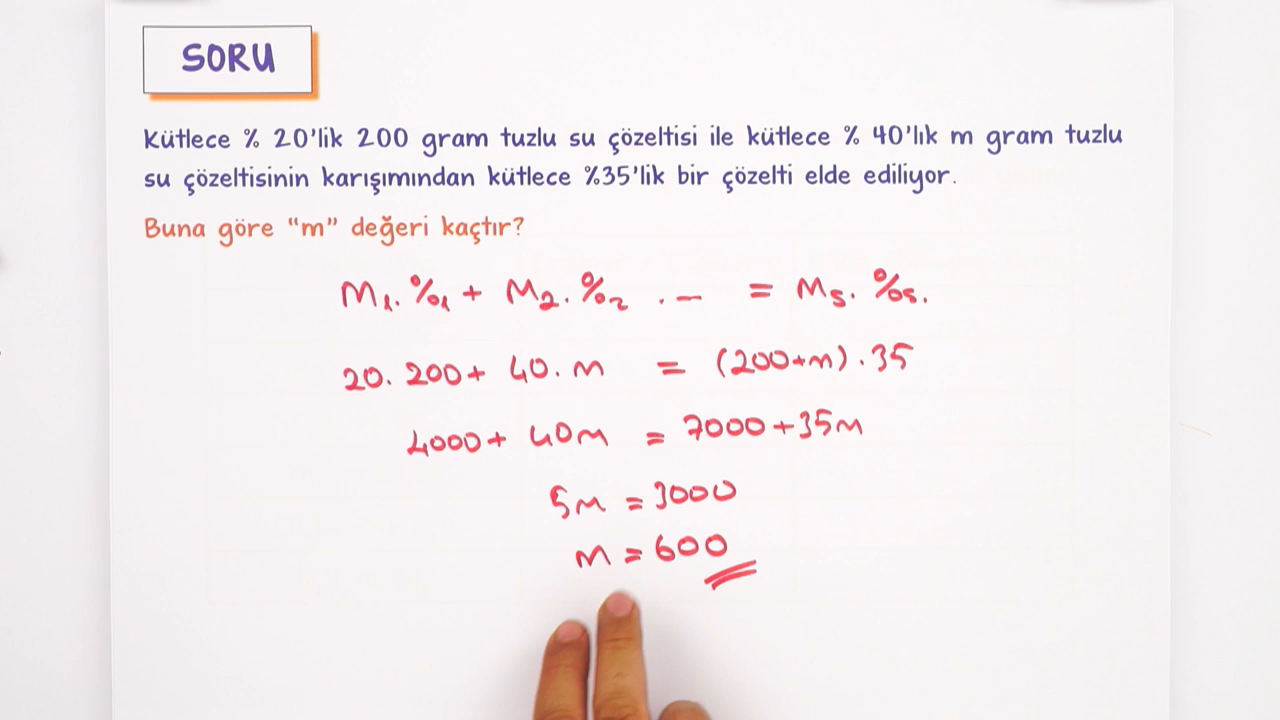 SORU
Kütlece % 20'lik 200 gram tuzlu su çözeltisi ile kütlece % 40'lık m gram tuzlu
su çözeltisinin karışımından kütlece %35'lik bir çözelti elde ediliyor.
Buna göre "m" değeri kaçtır?
M₁.%₁ + M₂.%₂ . — = Mₛ.%ₛ.
20.200 + 40.m = (200+m).35
4000 + 40m = 7000 + 35m
5m = 3000
m = 600